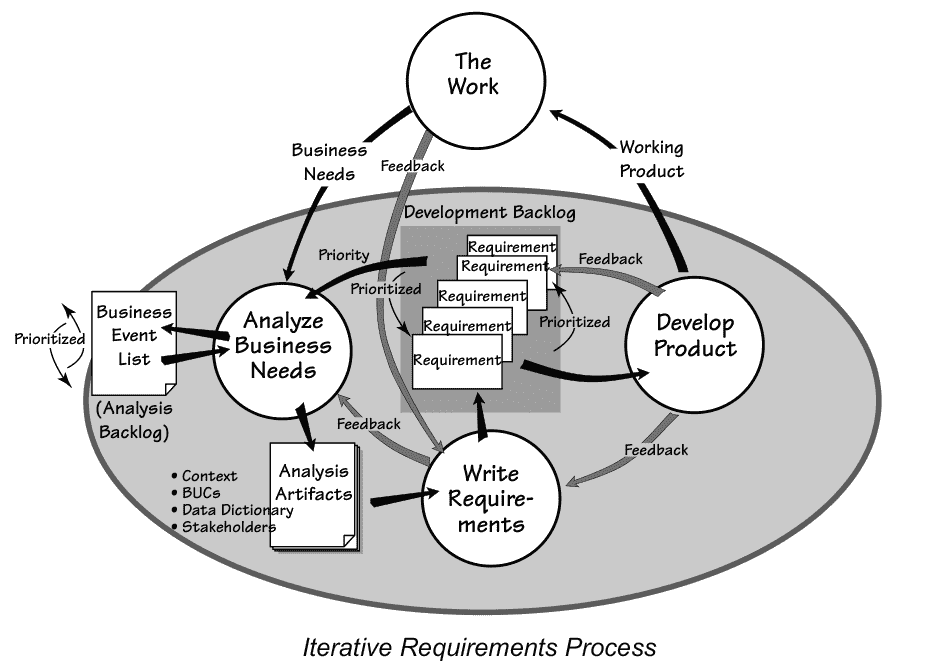 The
Work
Business
Needs
Feedback
Working
Product
Development Backlog
Requirement
Requirement
Requirement
Requirement
Requirement
Priority
Prioritized
Feedback
Prioritized
Prioritized
Business
Event
List
(Analysis
Backlog)
Analyze
Business
Needs
Develop
Product
Feedback
Feedback
Analysis
Artifacts
• Context
• BUCs
• Data Dictionary
• Stakeholders
Write
Require-
ments
Iterative Requirements Process